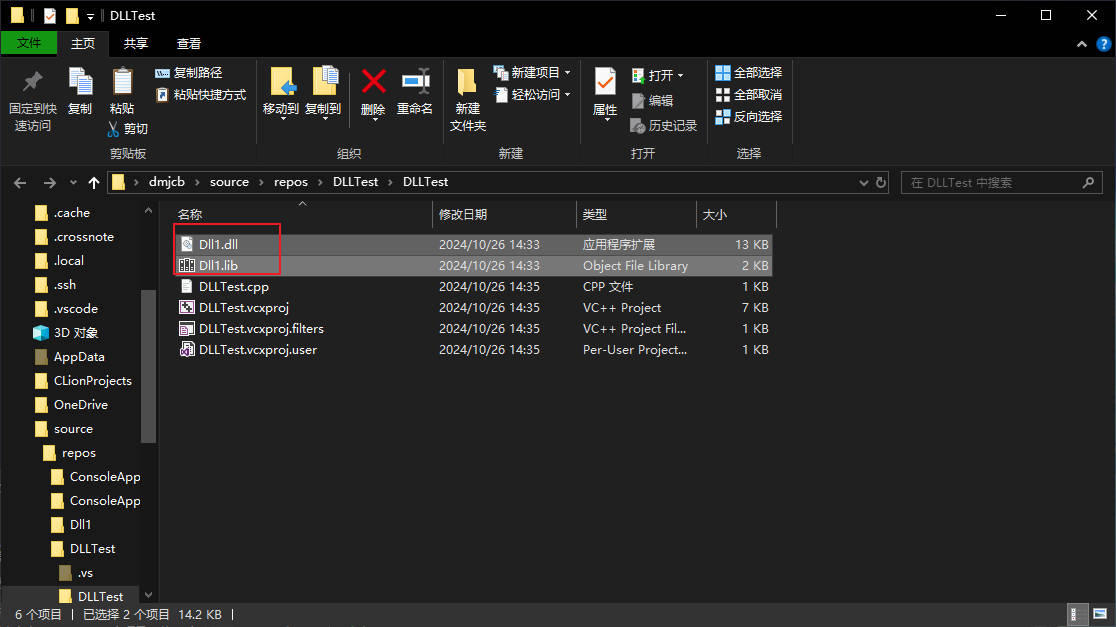 DLLTest
文件 主页 共享 查看
固定到快速访问
复制
粘贴
复制路径
粘贴快捷方式
剪切
剪贴板
移动到
复制到
删除
重命名
组织
新建
文件夹
新建项目
轻松访问
新建
属性
打开
编辑
历史记录
打开
全部选择
全部取消
反向选择
选择
dmjcb › source › repos › DLLTest › DLLTest
在 DLLTest 中搜索
.cache
.crossnote
.local
.ssh
.vscode
3D 对象
AppData
CLionProjects
OneDrive
source
repos
ConsoleApp
ConsoleApp
Dll1
DLLTest
.vs
DLLTest
名称 修改日期 类型 大小
Dll1.dll 2024/10/26 14:33 应用程序扩展 13 KB
Dll1.lib 2024/10/26 14:33 Object File Library 2 KB
DLLTest.cpp 2024/10/26 14:35 CPP 文件 1 KB
DLLTest.vcxproj 2024/10/26 14:35 VC++ Project 7 KB
DLLTest.vcxproj.filters 2024/10/26 14:35 VC++ Project Fil... 1 KB
DLLTest.vcxproj.user 2024/10/26 14:35 Per-User Project... 1 KB
6 个项目 已选择 2 个项目 14.2 KB